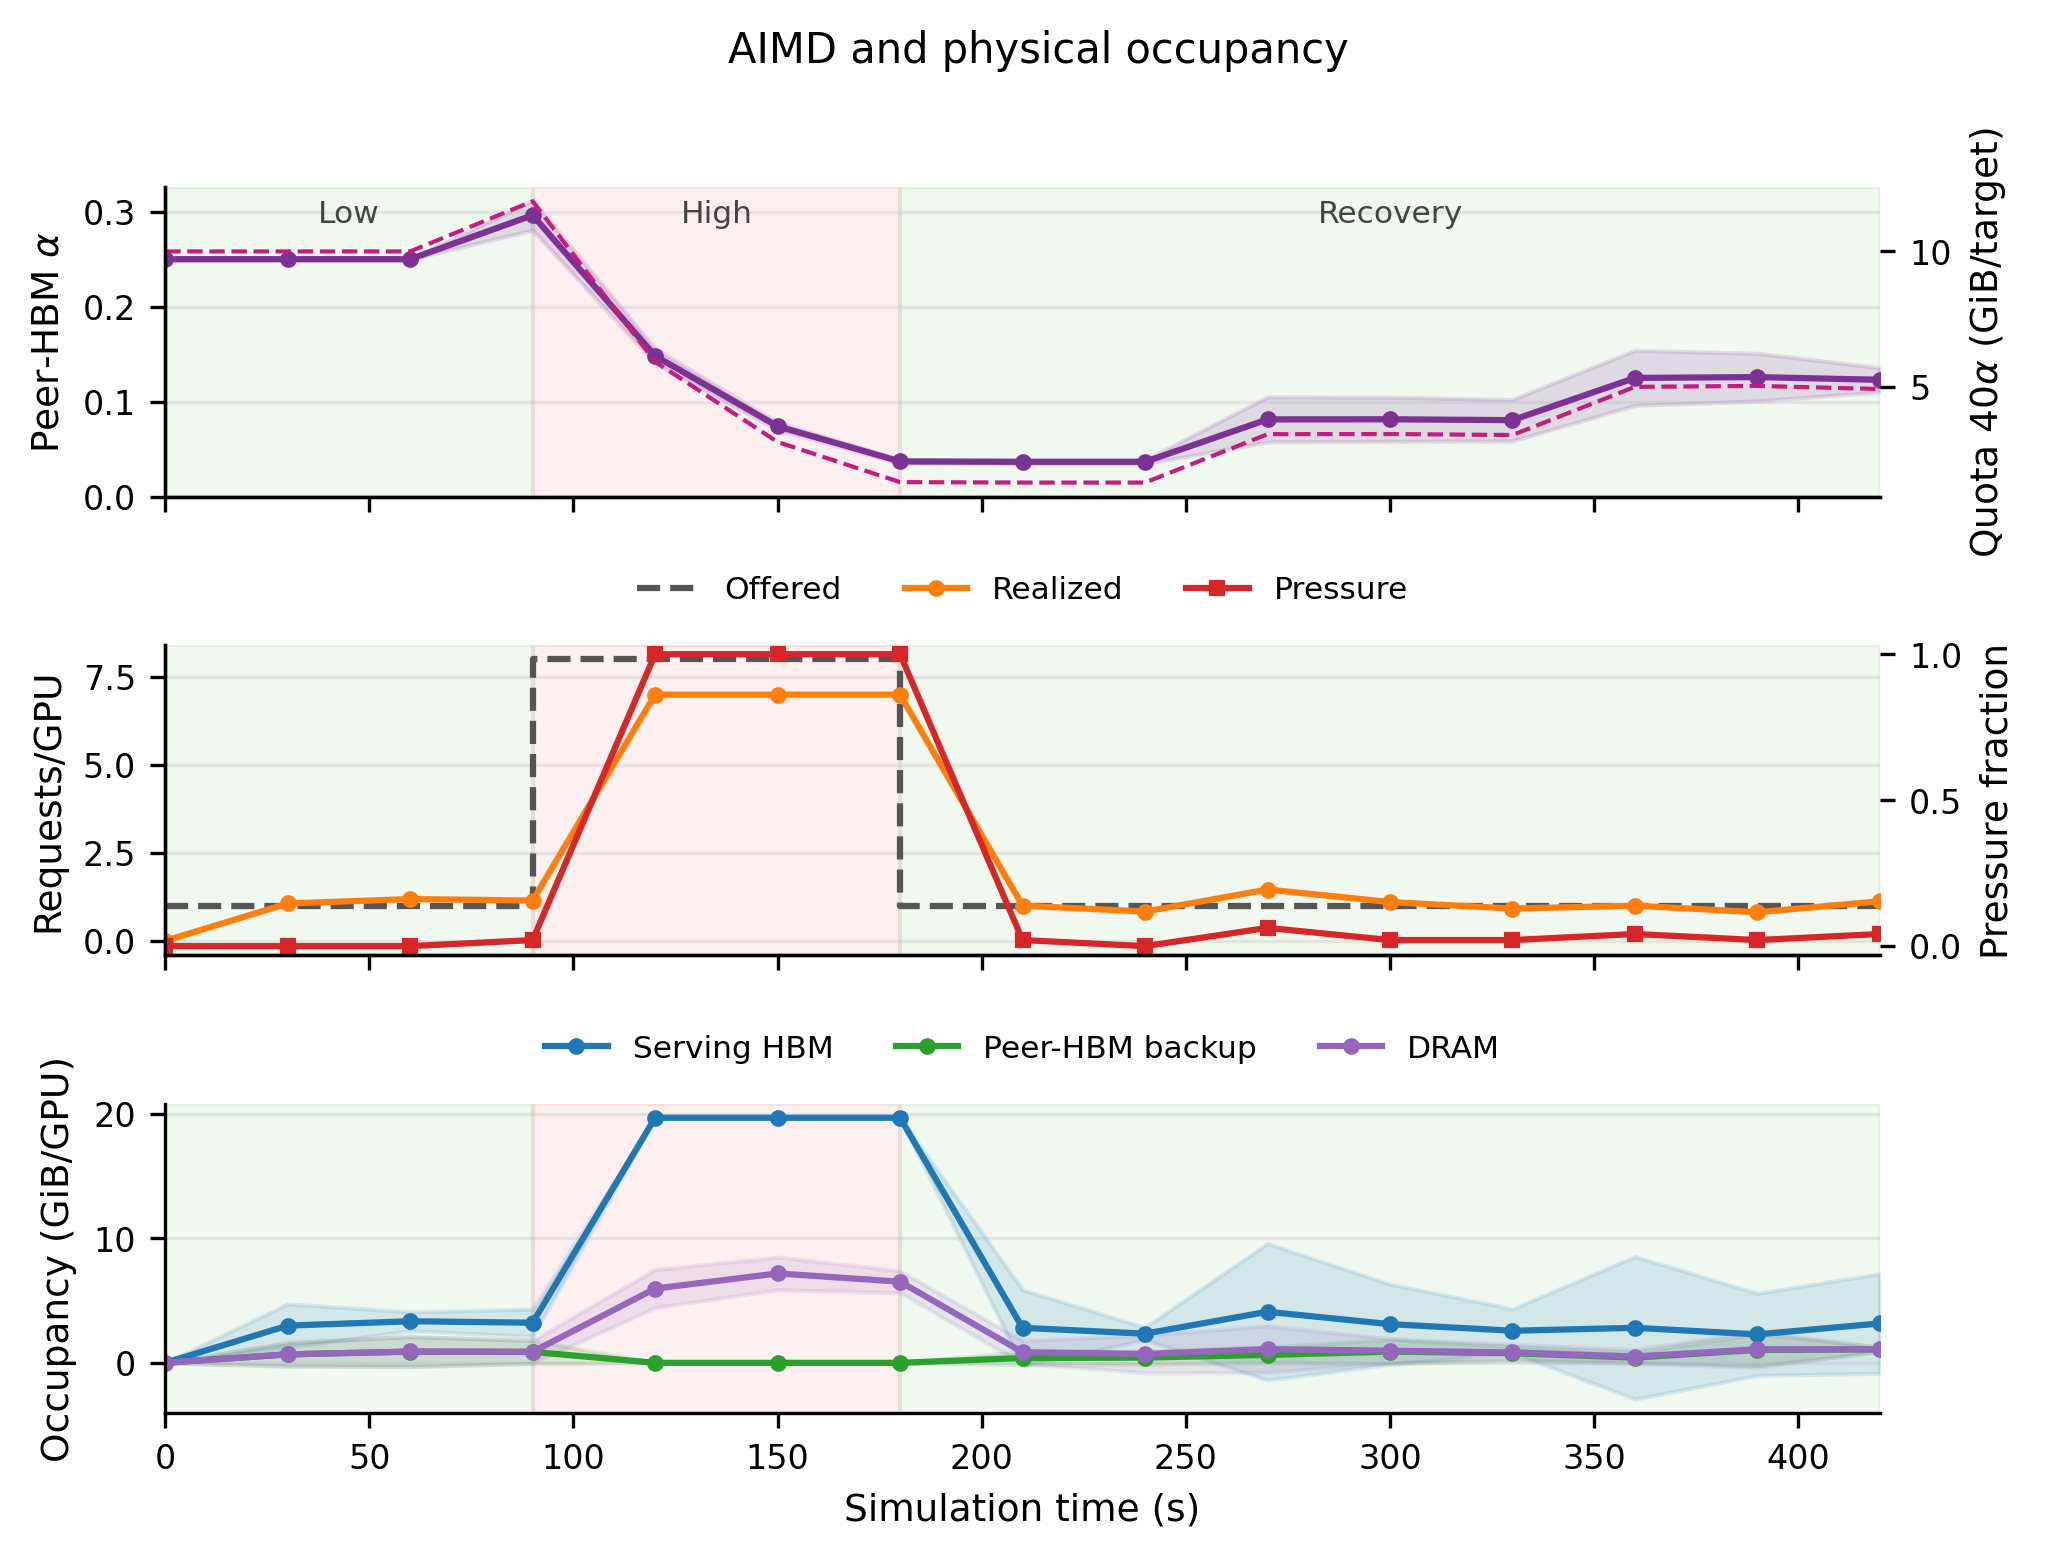 AIMD and physical occupancy
Peer-HBM α
0.3
0.2
0.1
0.0
Low
High
Recovery
10
5
Quota 40α (GiB/target)
Offered
Realized
Pressure
Requests/GPU
7.5
5.0
2.5
0.0
1.0
0.5
0.0
Pressure fraction
Serving HBM
Peer-HBM backup
DRAM
Occupancy (GiB/GPU)
20
10
0
0
50
100
150
200
250
300
350
400
Simulation time (s)